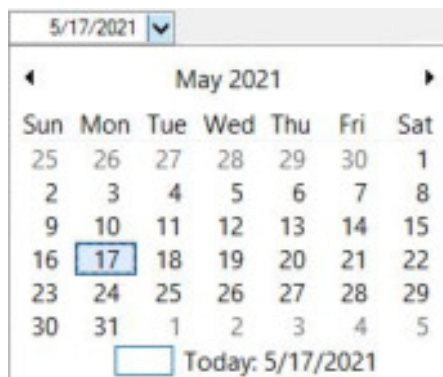 5/17/2021
May 2021
Sun Mon Tue Wed Thu Fri Sat
25 26 27 28 29 30 1
2 3 4 5 6 7 8
9 10 11 12 13 14 15
16 17 18 19 20 21 22
23 24 25 26 27 28 29
30 31 1 2 3 4 5
Today: 5/17/2021